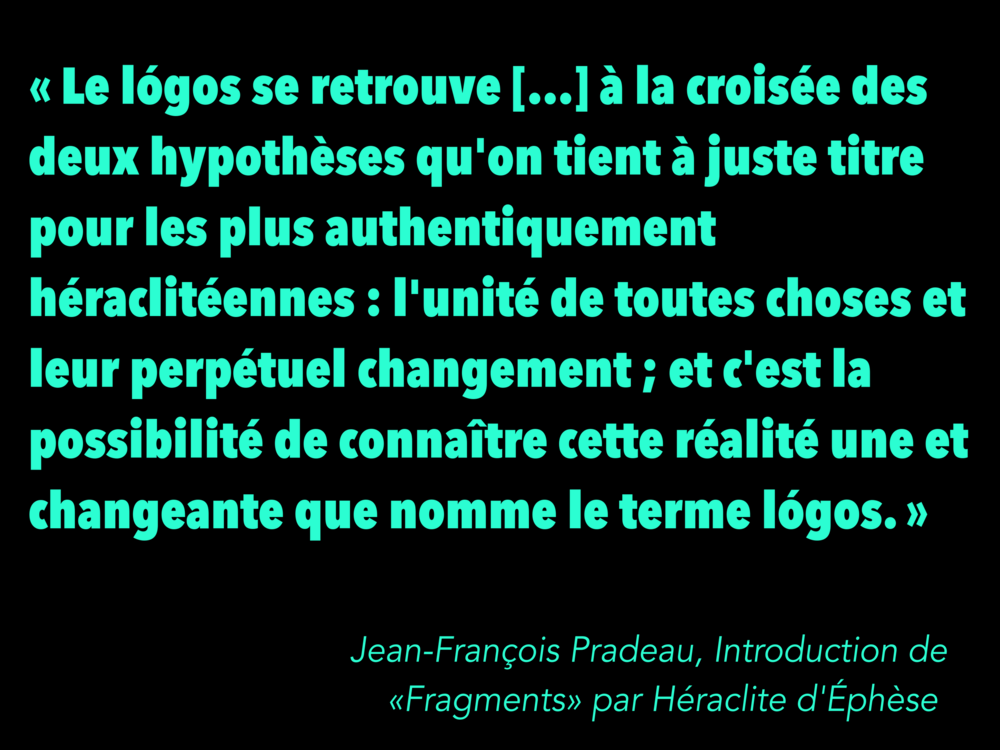 « Le lógos se retrouve [...] à la croisée des
deux hypothèses qu'on tient à juste titre
pour les plus authentiquement
héraclitéennes : l'unité de toutes choses et
leur perpétuel changement ; et c'est la
possibilité de connaître cette réalité une et
changeante que nomme le terme lógos. »
Jean-François Pradeau, Introduction de
«Fragments» par Héraclite d'Éphèse